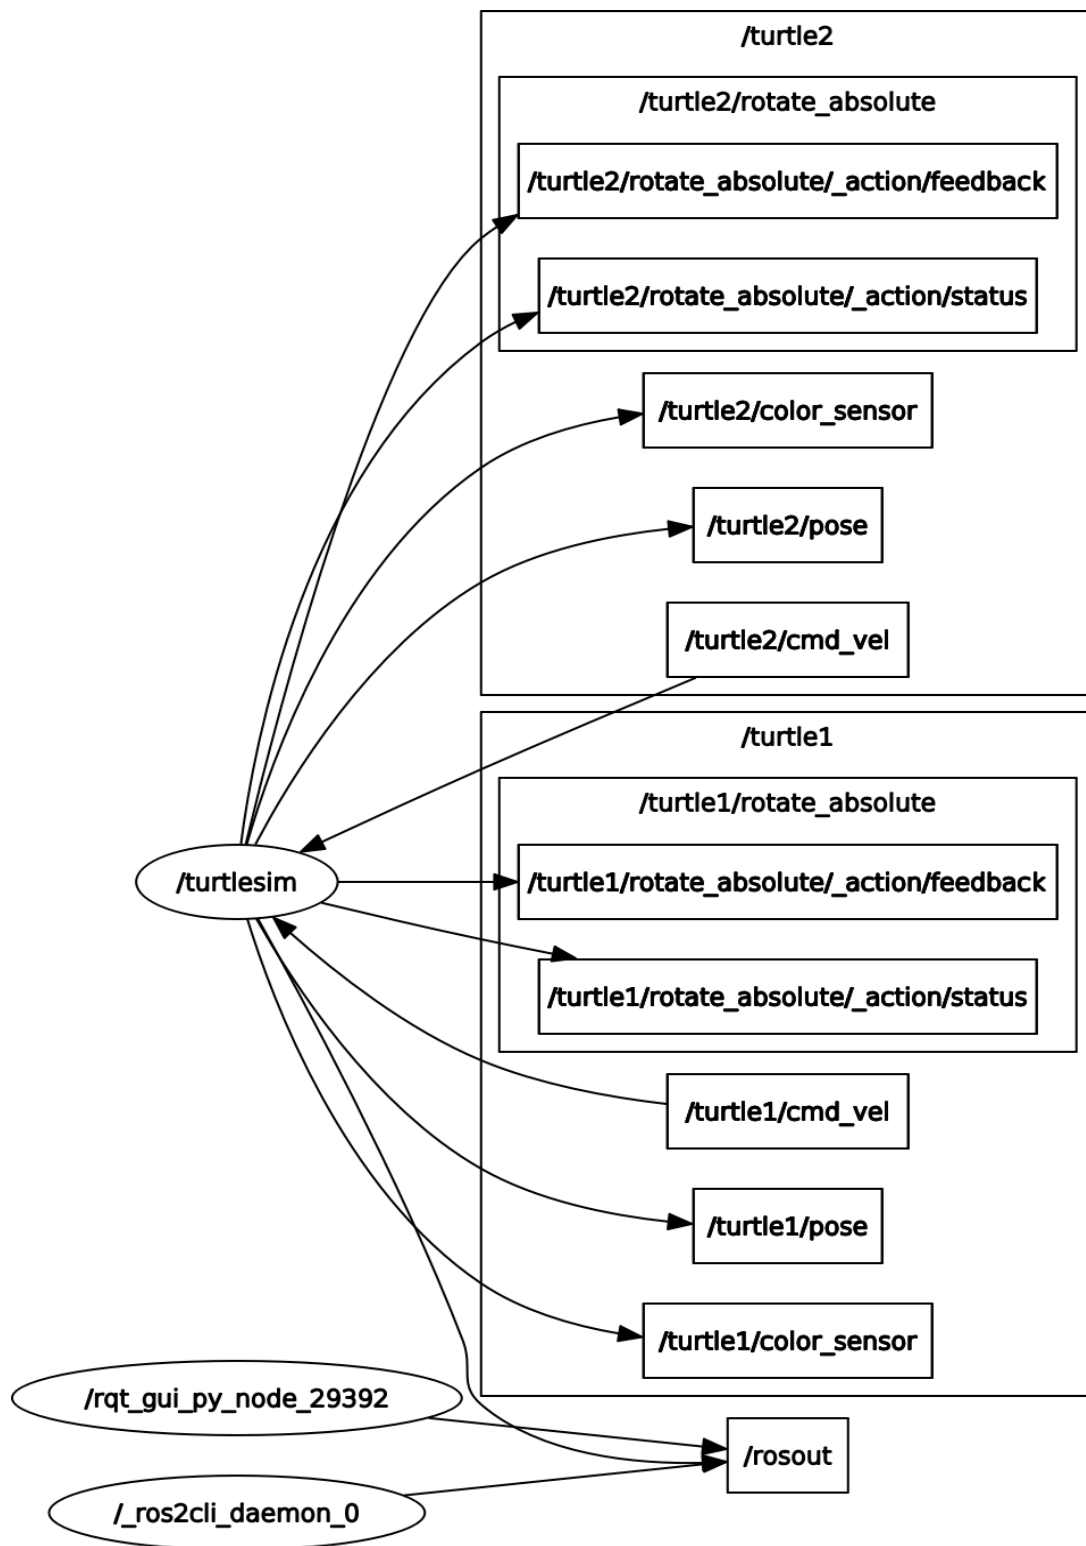 /turtle2
/turtle2/rotate_absolute
/turtle2/rotate_absolute/_action/feedback
/turtle2/rotate_absolute/_action/status
/turtle2/color_sensor
/turtle2/pose
/turtle2/cmd_vel
/turtle1
/turtle1/rotate_absolute
/turtlesim
/turtle1/rotate_absolute/_action/feedback
/turtle1/rotate_absolute/_action/status
/turtle1/cmd_vel
/turtle1/pose
/turtle1/color_sensor
/rqt_gui_py_node_29392
/rosout
/_ros2cli_daemon_0